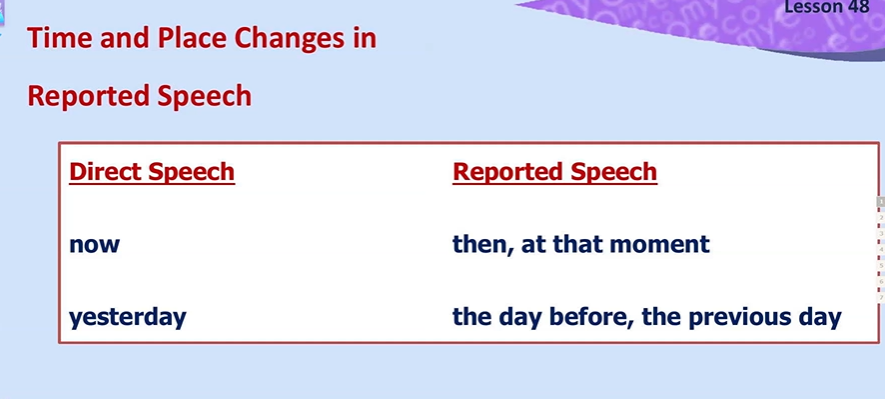 Lesson 48
Time and Place Changes in
Reported Speech
Direct Speech Reported Speech
now then, at that moment
yesterday the day before, the previous day